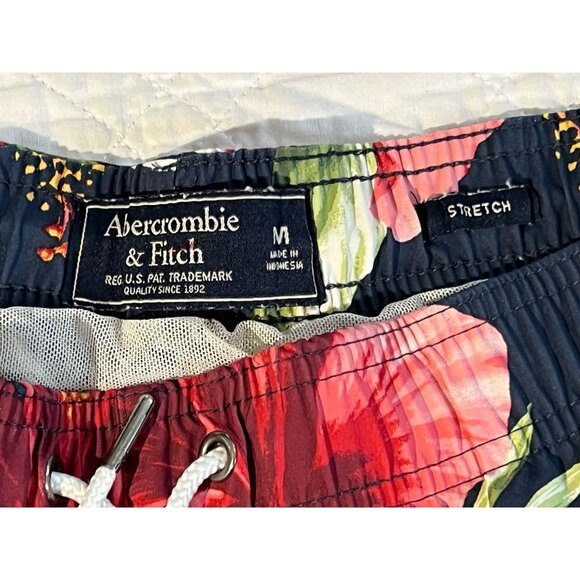 Abercrombie
& Fitch
REG. U.S. PAT. TRADEMARK
QUALITY SINCE 1892
M
MADE IN
INDONESIA
STRETCH